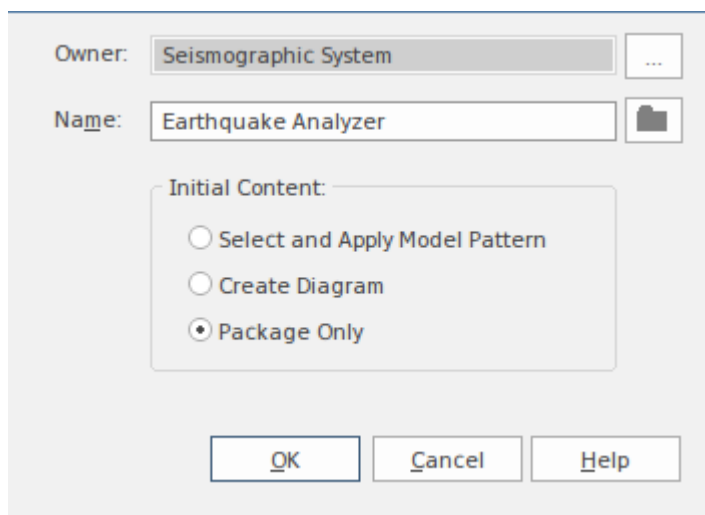 Owner: Seismographic System ...
Name: Earthquake Analyzer
Initial Content:
Select and Apply Model Pattern
Create Diagram
Package Only
OK Cancel Help